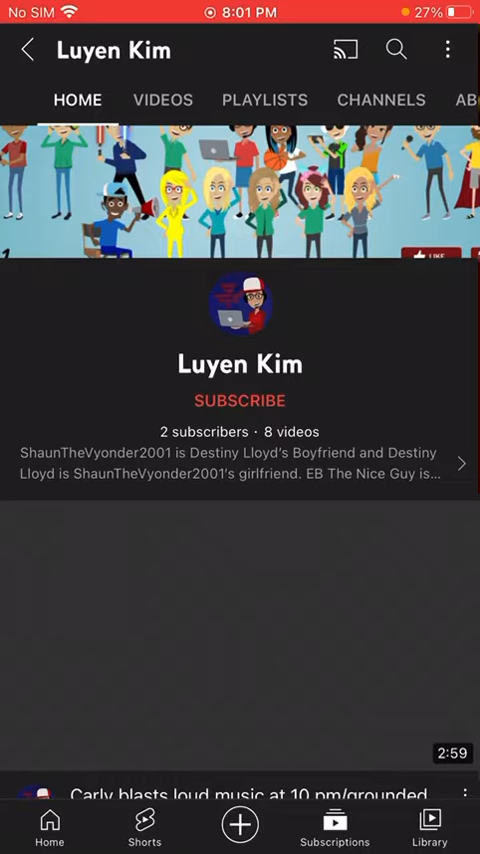 No SIM 8:01 PM 27%
Luyen Kim
HOME VIDEOS PLAYLISTS CHANNELS AB
LIKE
Luyen Kim
SUBSCRIBE
2 subscribers · 8 videos
ShaunTheVyonder2001 is Destiny Lloyd's Boyfriend and Destiny
Lloyd is ShaunTheVyonder2001's girlfriend. EB The Nice Guy is...
2:59
Carly blasts loud music at 10 pm/grounded
Home Shorts Subscriptions Library